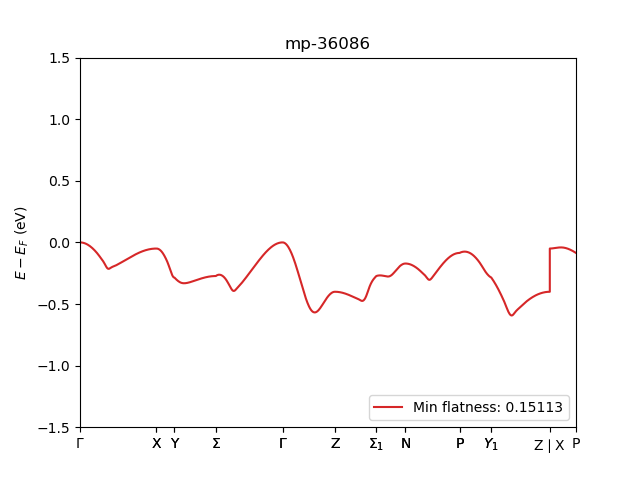 mp-36086
E − E_F (eV)
1.5
1.0
0.5
0.0
−0.5
−1.0
−1.5
Min flatness: 0.15113
Γ X Y Σ Γ Z Σ₁ N P Y₁ Z | X P